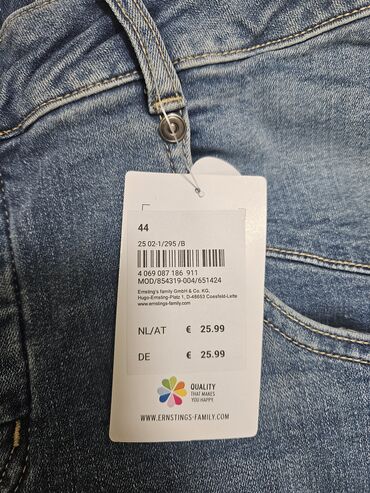 44
25 02-1/295 /B
4 069 087 186 911
MOD/854319-004/651424
Ernsting's family GmbH & Co. KG,
Hugo-Ernsting-Platz 1, D-48653 Coesfeld-Lette
www.ernstings-family.com
NL/AT € 25.99
DE € 25.99
QUALITY
THAT MAKES
YOU HAPPY.
WWW.ERNSTINGS-FAMILY.COM